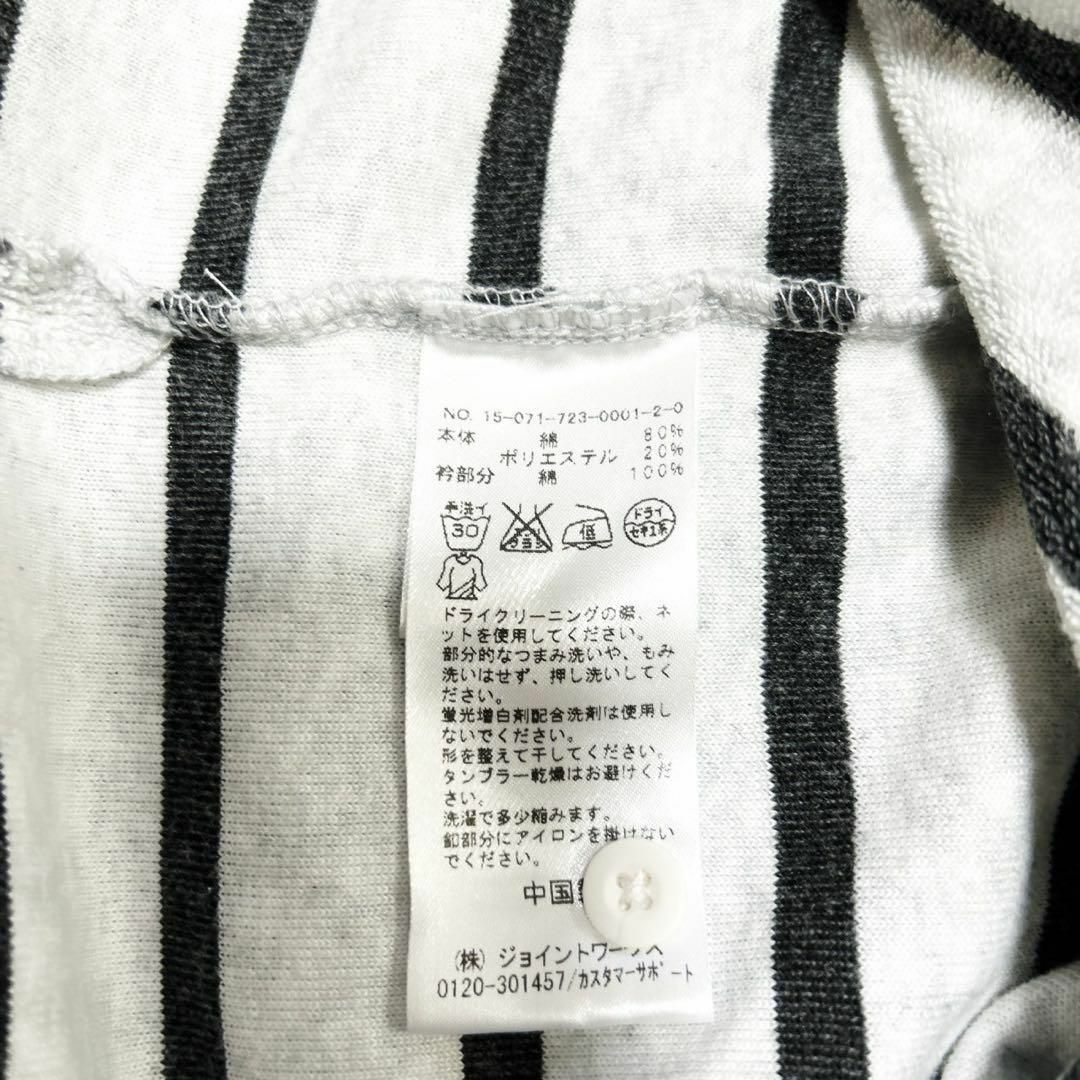 NO. 15-071-723-0001-2-0
本体 綿 80%
ポリエステル 20%
衿部分 綿 100%
手洗イ ドライ
30 低 セキユ系
ドライクリーニングの際、ネ
ットを使用してください。
部分的なつまみ洗いや、もみ
洗いはせず、押し洗いしてく
ださい。
蛍光増白剤配合洗剤は使用し
ないでください。
形を整えて干してください。
タンブラー乾燥はお避けくだ
さい。
洗濯で多少縮みます。
釦部分にアイロンを掛けない
でください。
中国
(株) ジョイントワークス
0120-301457/カスタマーサポート